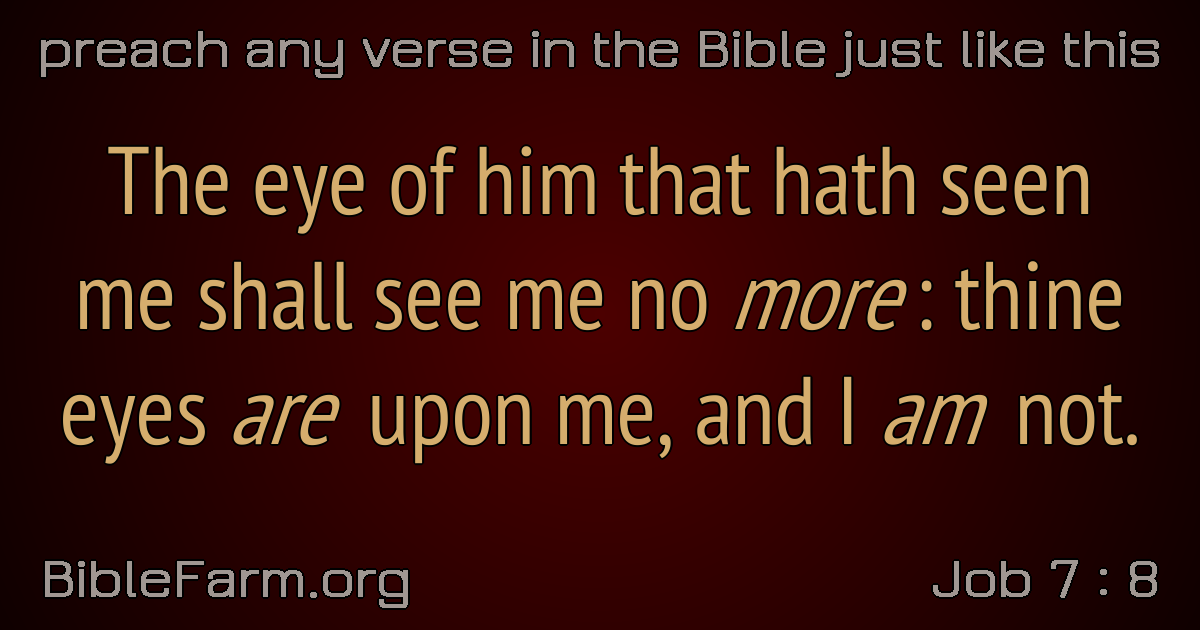 preach any verse in the Bible just like this
The eye of him that hath seen
me shall see me no more: thine
eyes are upon me, and I am not.
BibleFarm.org
Job 7 : 8